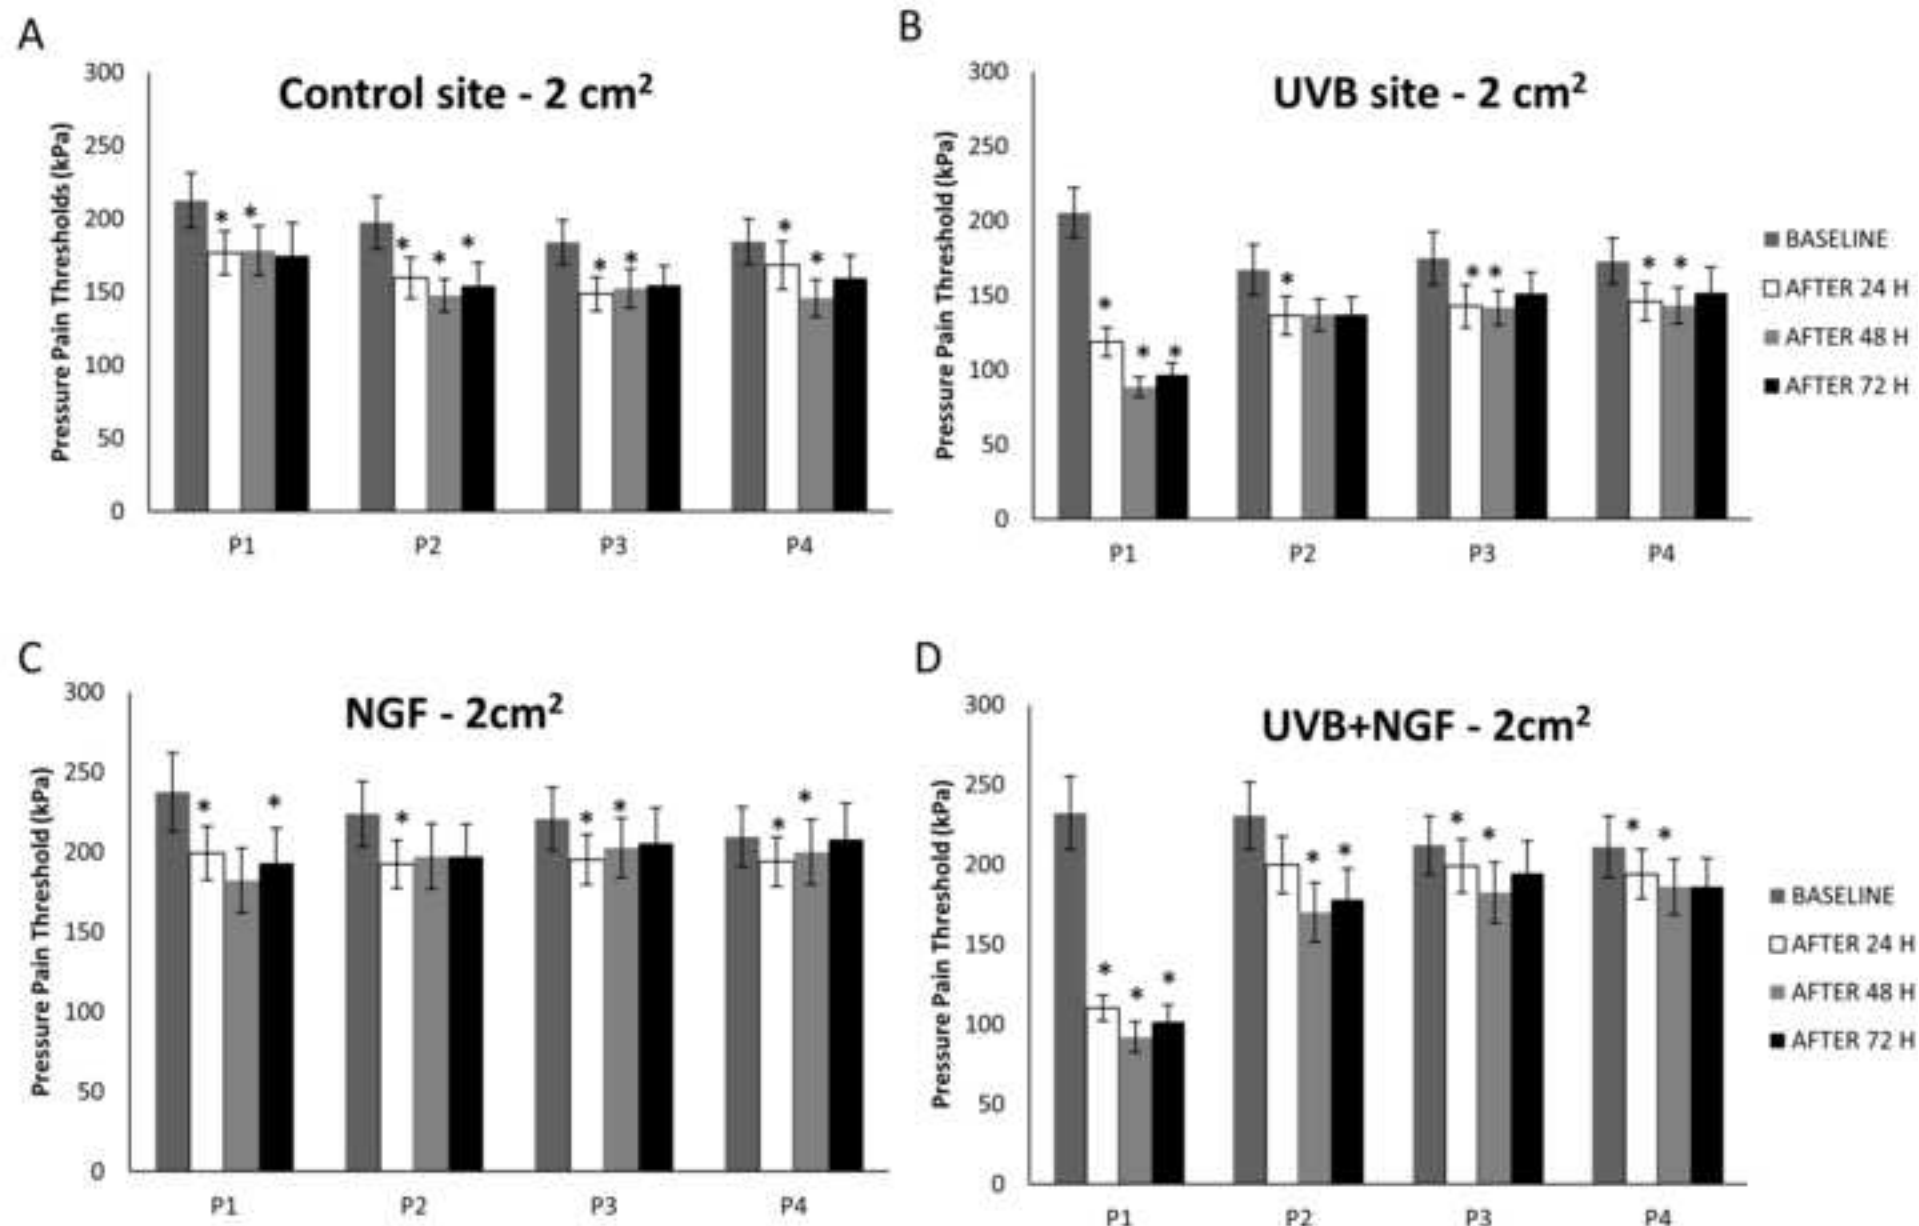 A
Control site - 2 cm²
Pressure Pain Thresholds (kPa)
300
250
200
150
100
50
0
* *
* * *
* *
* *
P1 P2 P3 P4
B
UVB site - 2 cm²
Pressure Pain Threshold (kPa)
300
250
200
150
100
50
0
* * *
*
* *
* *
P1 P2 P3 P4
BASELINE
AFTER 24 H
AFTER 48 H
AFTER 72 H
C
NGF - 2cm²
Pressure Pain Threshold (kPa)
300
250
200
150
100
50
0
* *
*
* *
* *
P1 P2 P3 P4
D
UVB+NGF - 2cm²
Pressure Pain Threshold (kPa)
300
250
200
150
100
50
0
* * *
* *
* *
* *
P1 P2 P3 P4
BASELINE
AFTER 24 H
AFTER 48 H
AFTER 72 H